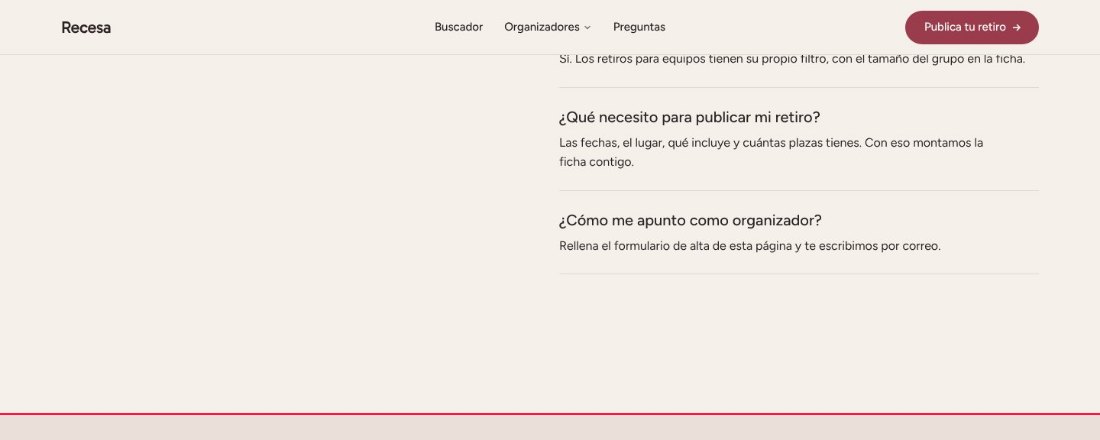 Recesa
Buscador
Organizadores
Preguntas
Publica tu retiro →
Sí. Los retiros para equipos tienen su propio filtro, con el tamaño del grupo en la ficha.
¿Qué necesito para publicar mi retiro?
Las fechas, el lugar, qué incluye y cuántas plazas tienes. Con eso montamos la
ficha contigo.
¿Cómo me apunto como organizador?
Rellena el formulario de alta de esta página y te escribimos por correo.